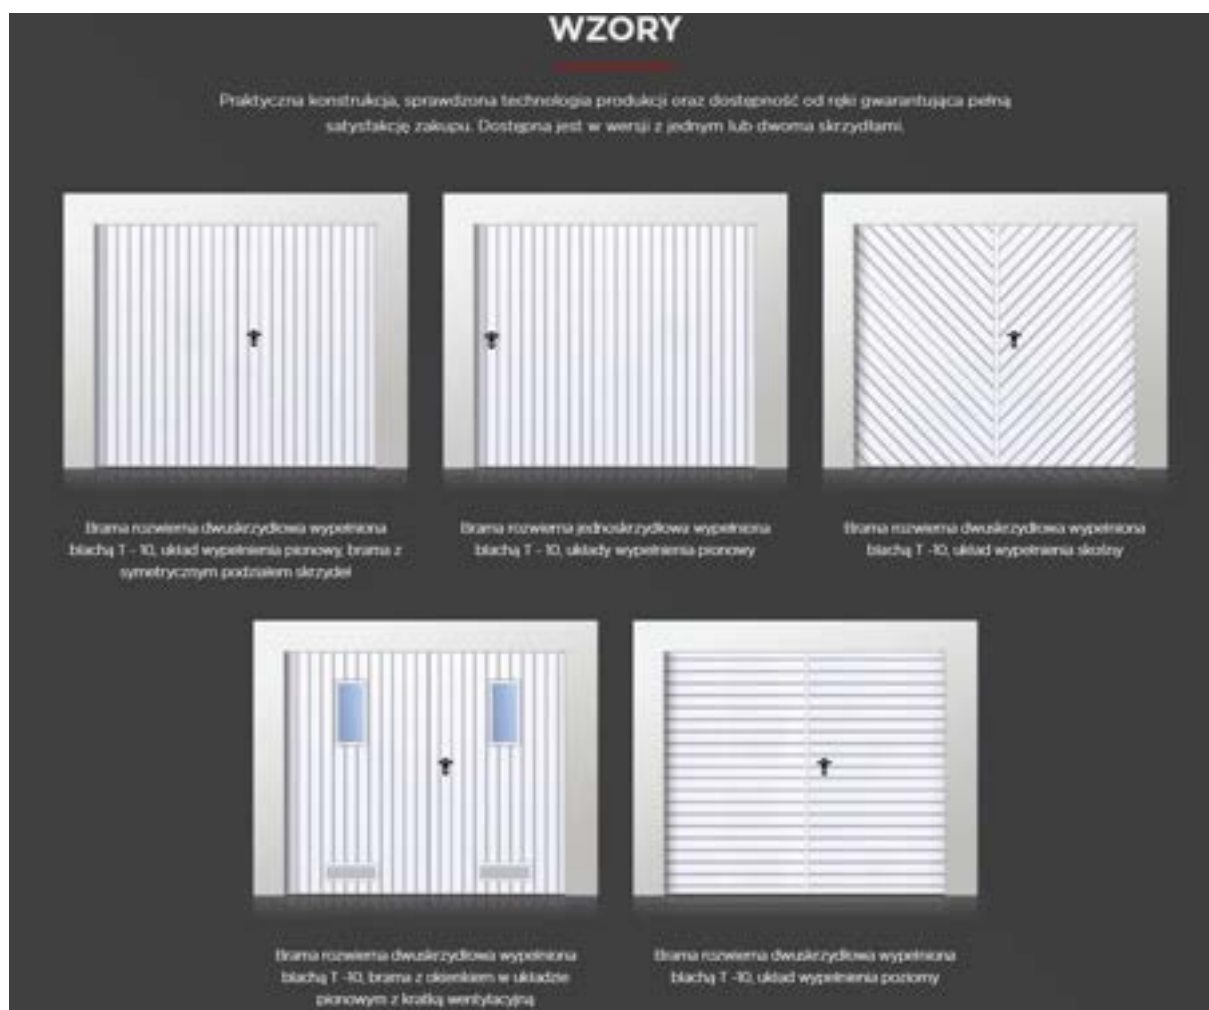 WZORY
Praktyczna konstrukcja, sprawdzona technologia produkcji oraz dostępność od ręki gwarantująca pełną
satysfakcję zakupu. Dostępna jest w wersji z jednym lub dwoma skrzydłami.
Brama rozwierna dwuskrzydłowa wypełniona
blachą T - 10, układ wypełnienia pionowy, brama z
symetrycznym podziałem skrzydeł
Brama rozwierna jednoskrzydłowa wypełniona
blachą T - 10, układy wypełnienia pionowy
Brama rozwierna dwuskrzydłowa wypełniona
blachą T -10, układ wypełnienia skośny
Brama rozwierna dwuskrzydłowa wypełniona
blachą T -10, brama z okienkiem w układzie
pionowym z kratką wentylacyjną
Brama rozwierna dwuskrzydłowa wypełniona
blachą T -10, układ wypełnienia poziomy